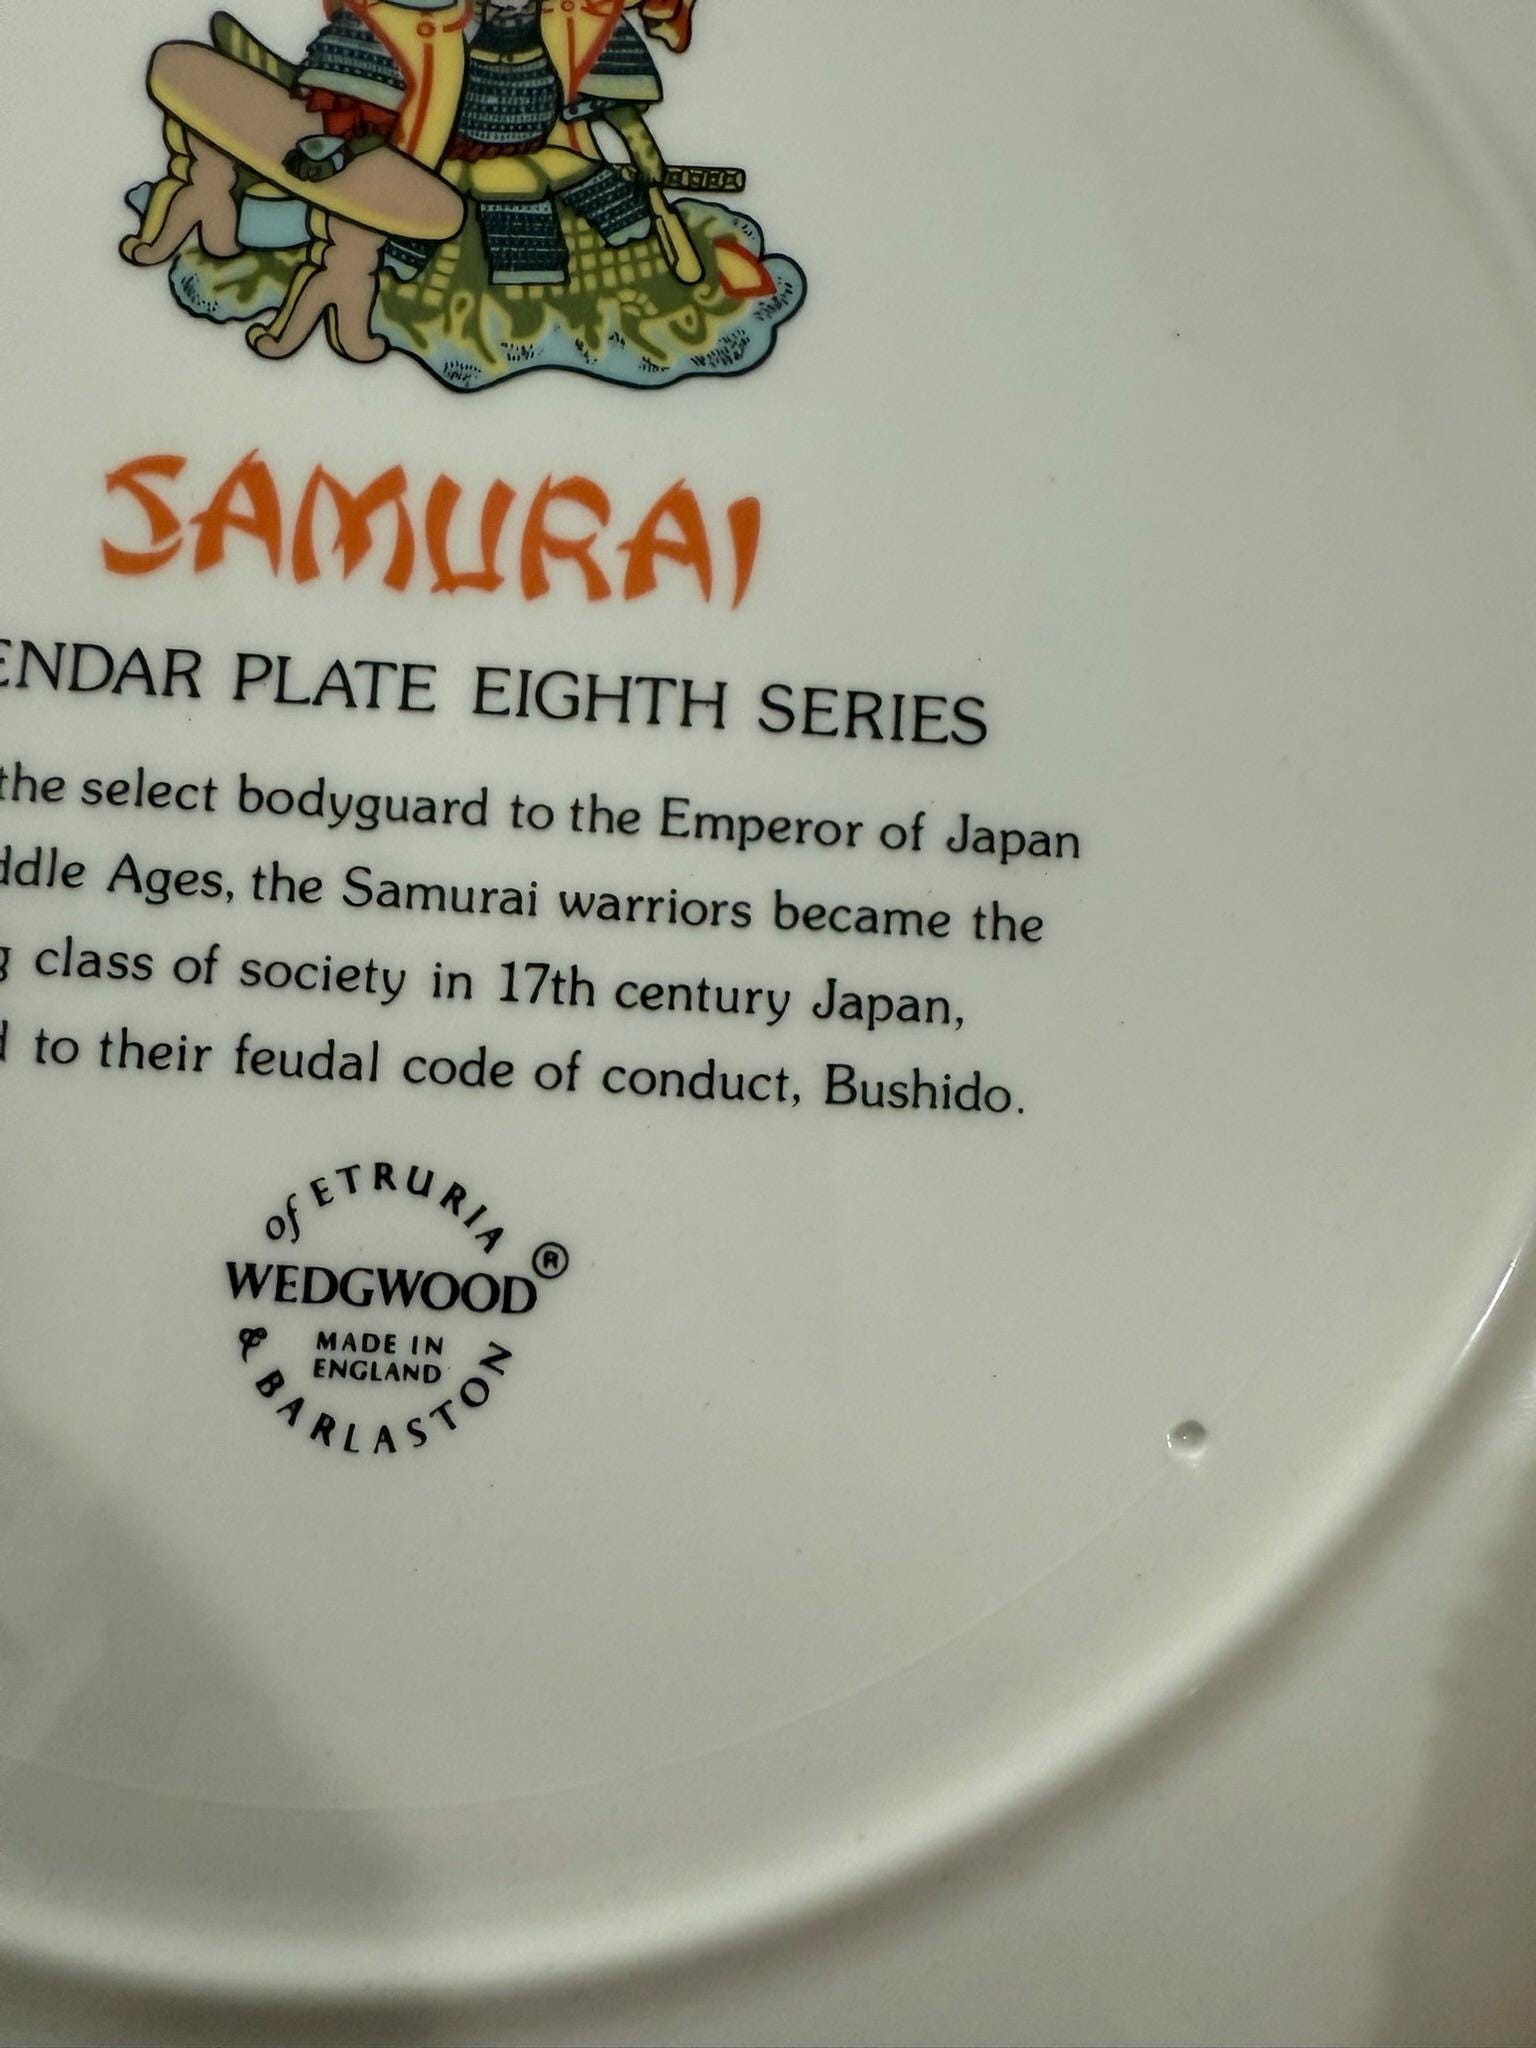 SAMURAI
ENDAR PLATE EIGHTH SERIES
the select bodyguard to the Emperor of Japan
ddle Ages, the Samurai warriors became the
g class of society in 17th century Japan,
d to their feudal code of conduct, Bushido.
of ETRURIA
WEDGWOOD®
MADE IN
ENGLAND
& BARLASTON